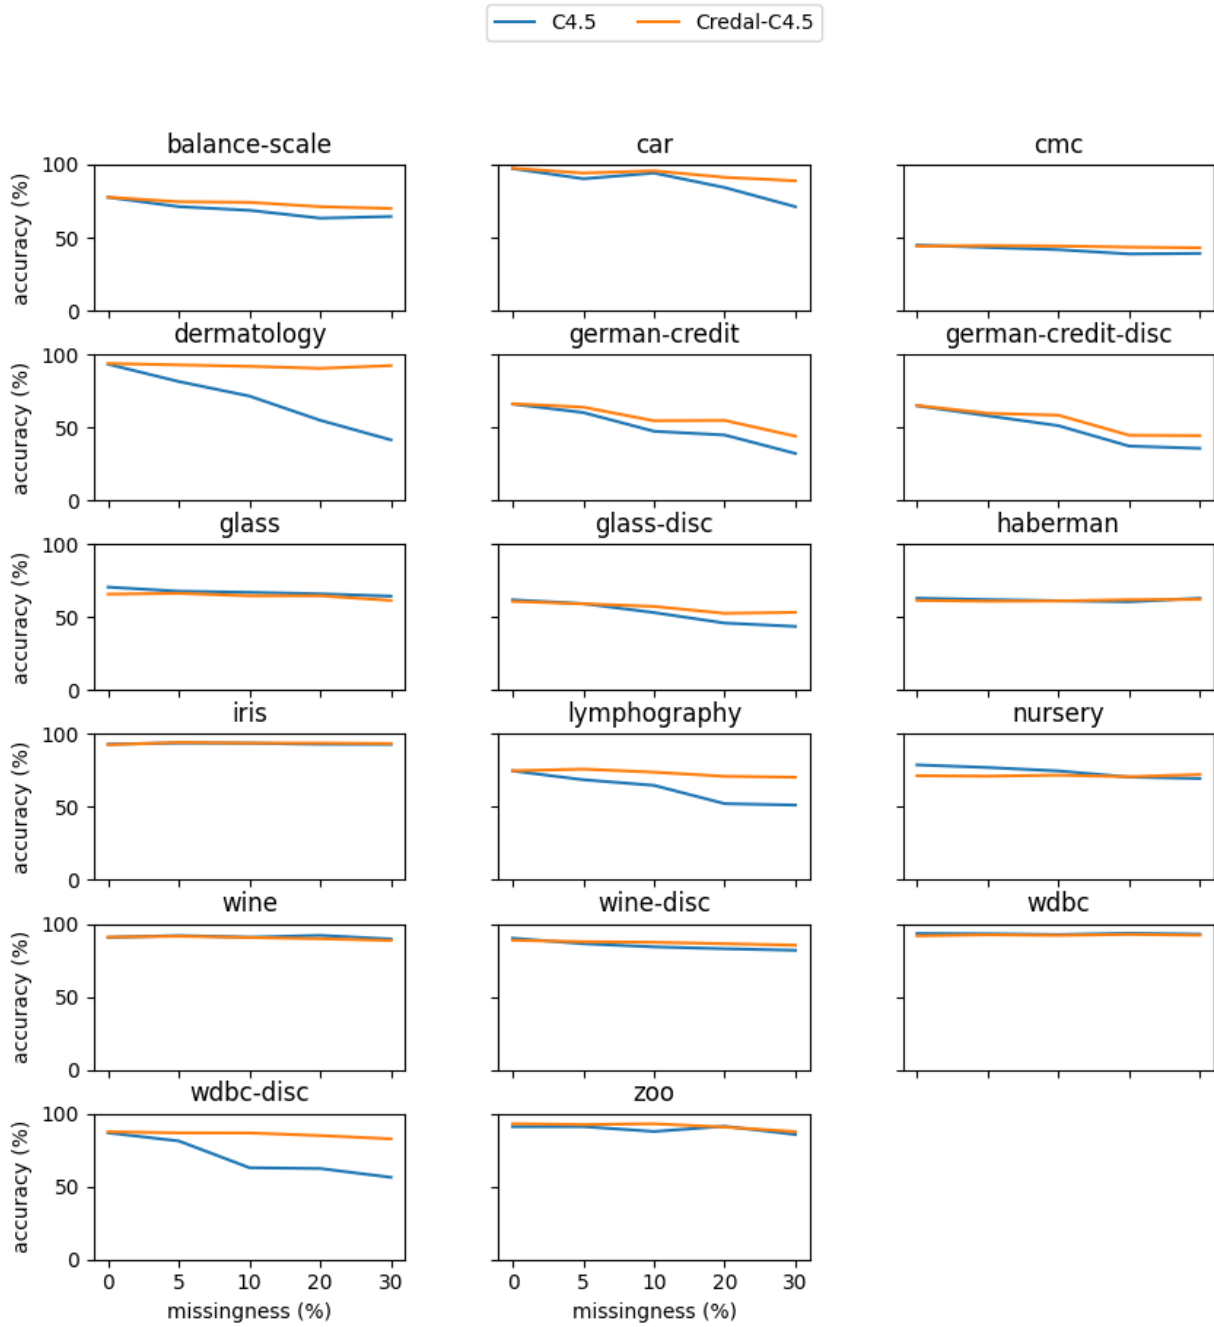 C4.5 Credal-C4.5
balance-scale car cmc
accuracy (%)
100
50
0
dermatology german-credit german-credit-disc
accuracy (%)
100
50
0
glass glass-disc haberman
accuracy (%)
100
50
0
iris lymphography nursery
accuracy (%)
100
50
0
wine wine-disc wdbc
accuracy (%)
100
50
0
wdbc-disc zoo
accuracy (%)
100
50
0
0 5 10 20 30 0 5 10 20 30
missingness (%) missingness (%)